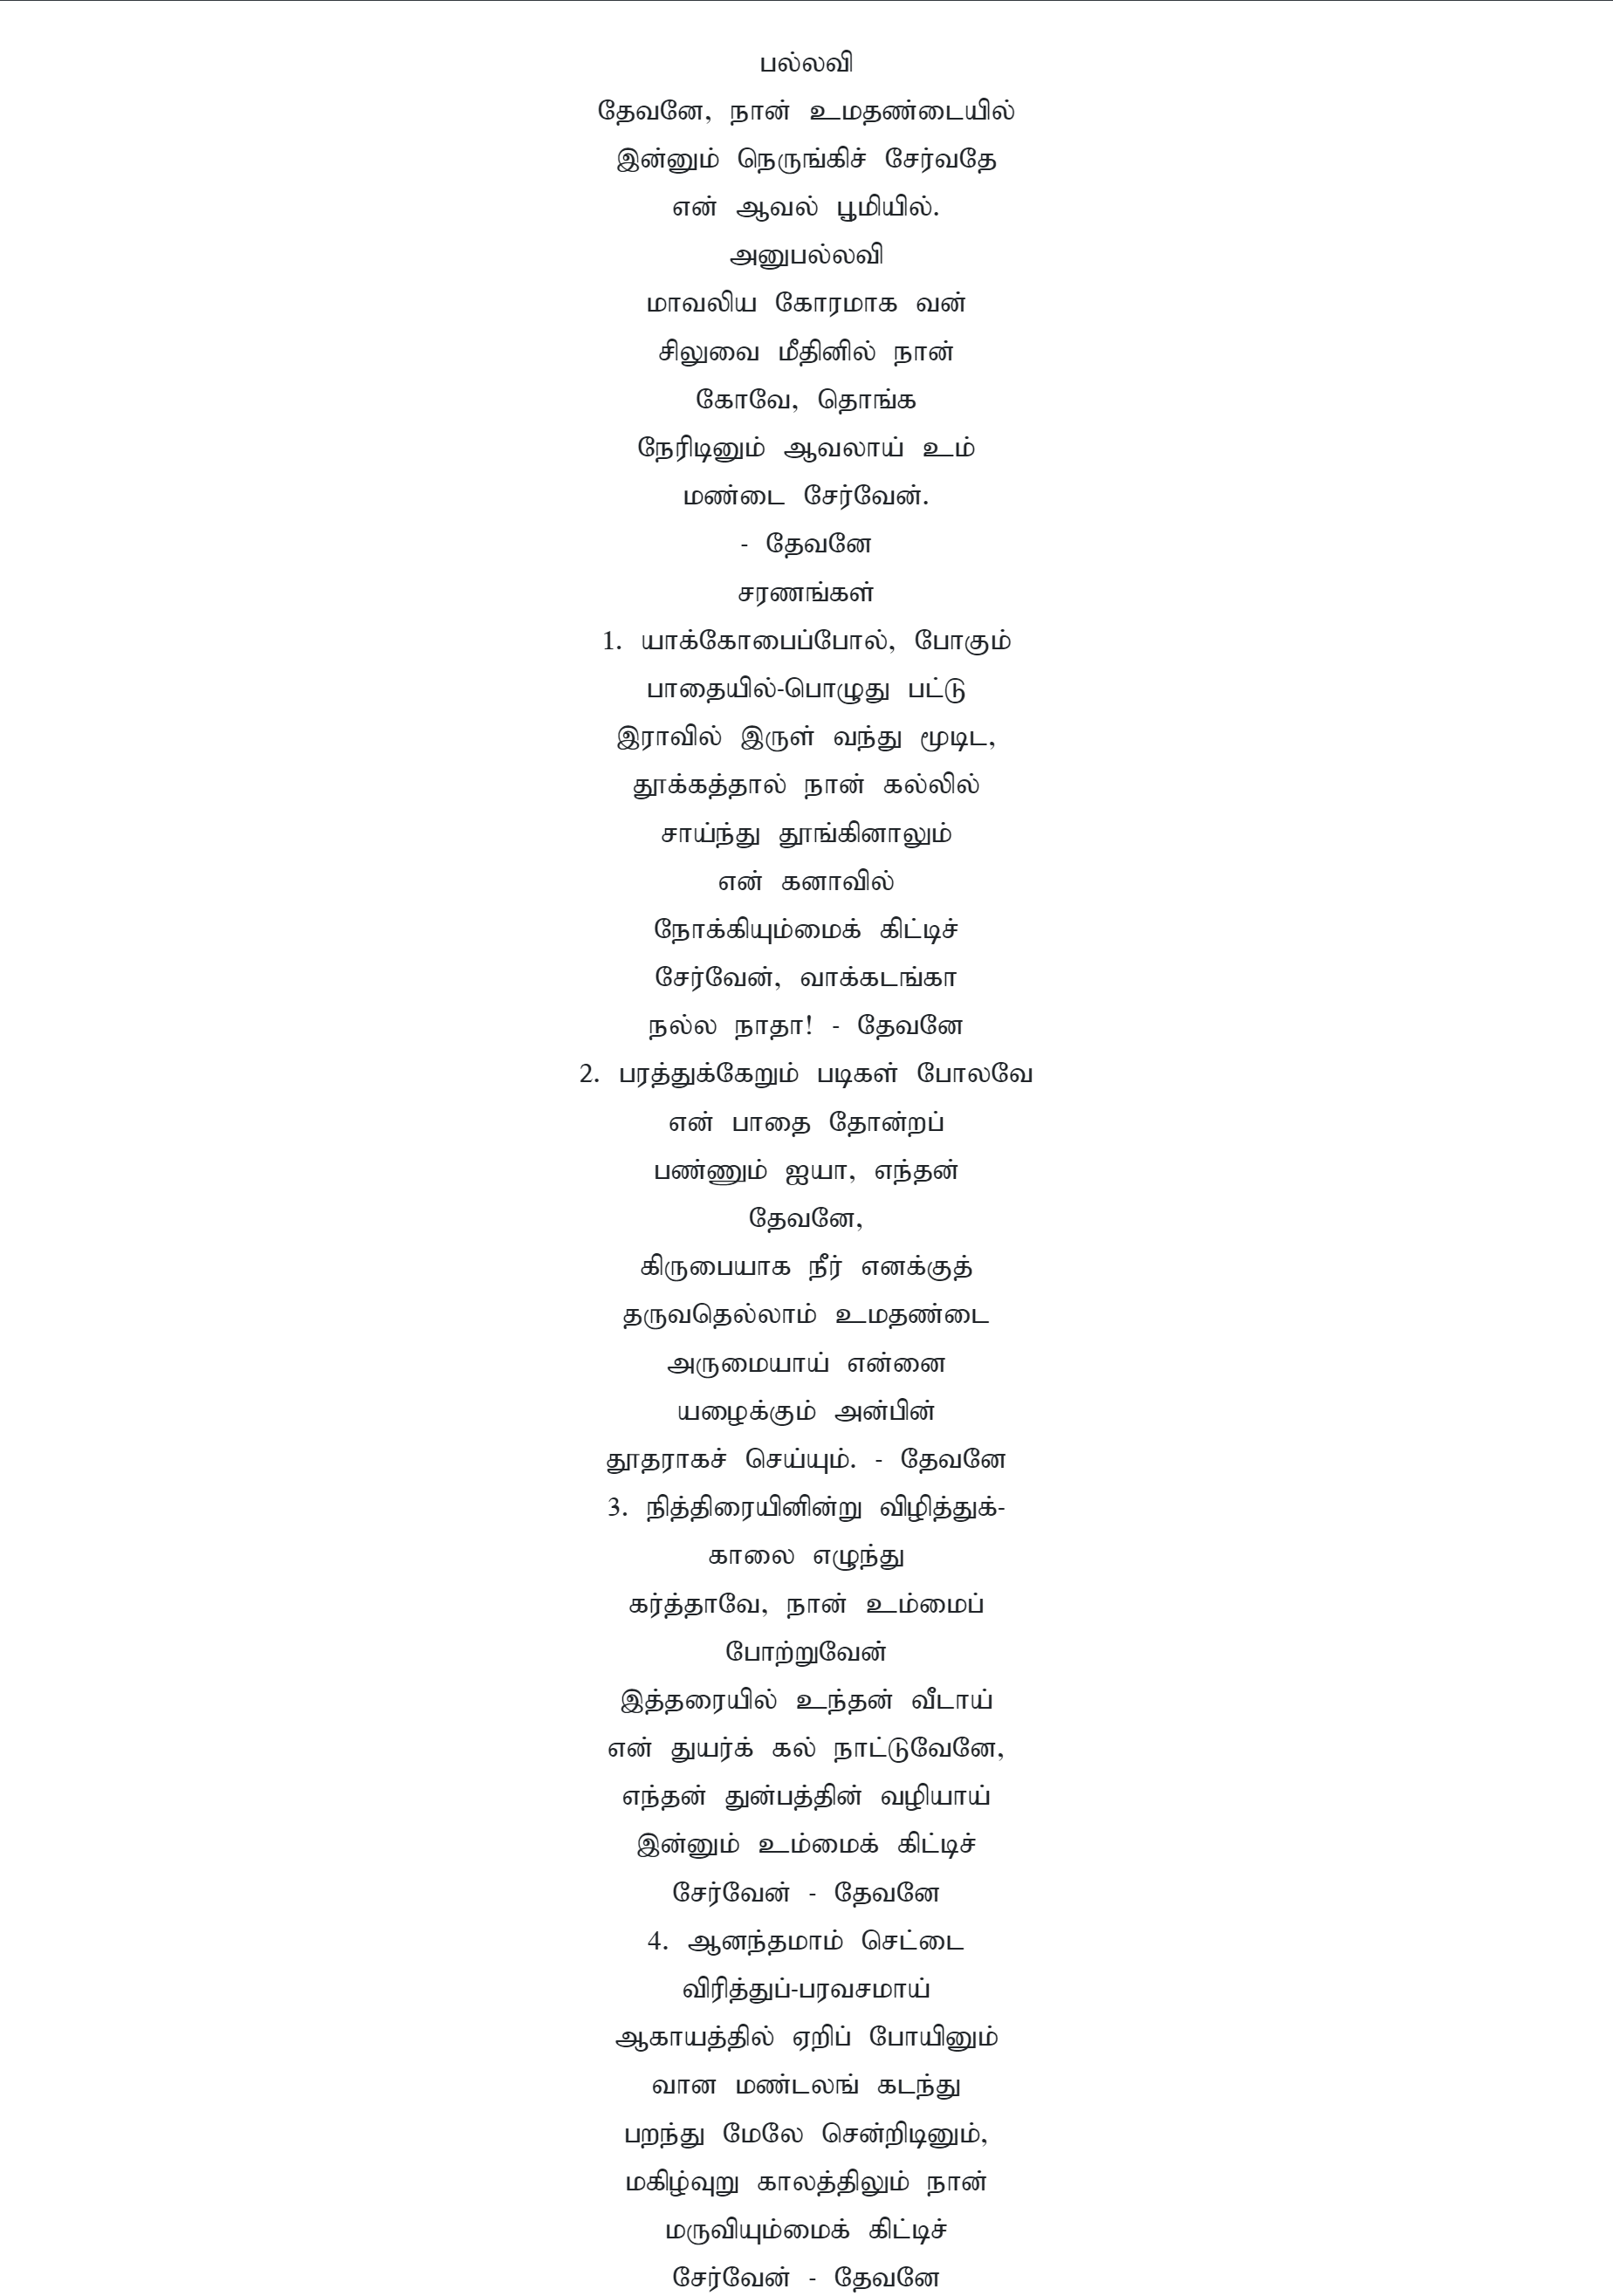 பல்லவி
தேவனே, நான் உமதண்டையில்
இன்னும் நெருங்கிச் சேர்வதே
என் ஆவல் பூமியில்.
அனுபல்லவி
மாவலிய கோரமாக வன்
சிலுவை மீதினில் நான்
கோவே, தொங்க
நேரிடினும் ஆவலாய் உம்
மண்டை சேர்வேன்.
- தேவனே
சரணங்கள்
1. யாக்கோபைப்போல், போகும்
பாதையில்-பொழுது பட்டு
இராவில் இருள் வந்து மூடிட,
தூக்கத்தால் நான் கல்லில்
சாய்ந்து தூங்கினாலும்
என் கனாவில்
நோக்கியும்மைக் கிட்டிச்
சேர்வேன், வாக்கடங்கா
நல்ல நாதா! - தேவனே
2. பரத்துக்கேறும் படிகள் போலவே
என் பாதை தோன்றப்
பண்ணும் ஐயா, எந்தன்
தேவனே,
கிருபையாக நீர் எனக்குத்
தருவதெல்லாம் உமதண்டை
அருமையாய் என்னை
யழைக்கும் அன்பின்
தூதராகச் செய்யும். - தேவனே
3. நித்திரையினின்று விழித்துக்-
காலை எழுந்து
கர்த்தாவே, நான் உம்மைப்
போற்றுவேன்
இத்தரையில் உந்தன் வீடாய்
என் துயர்க் கல் நாட்டுவேனே,
எந்தன் துன்பத்தின் வழியாய்
இன்னும் உம்மைக் கிட்டிச்
சேர்வேன் - தேவனே
4. ஆனந்தமாம் செட்டை
விரித்துப்-பரவசமாய்
ஆகாயத்தில் ஏறிப் போயினும்
வான மண்டலங் கடந்து
பறந்து மேலே சென்றிடினும்,
மகிழ்வுறு காலத்திலும் நான்
மருவியும்மைக் கிட்டிச்
சேர்வேன் - தேவனே